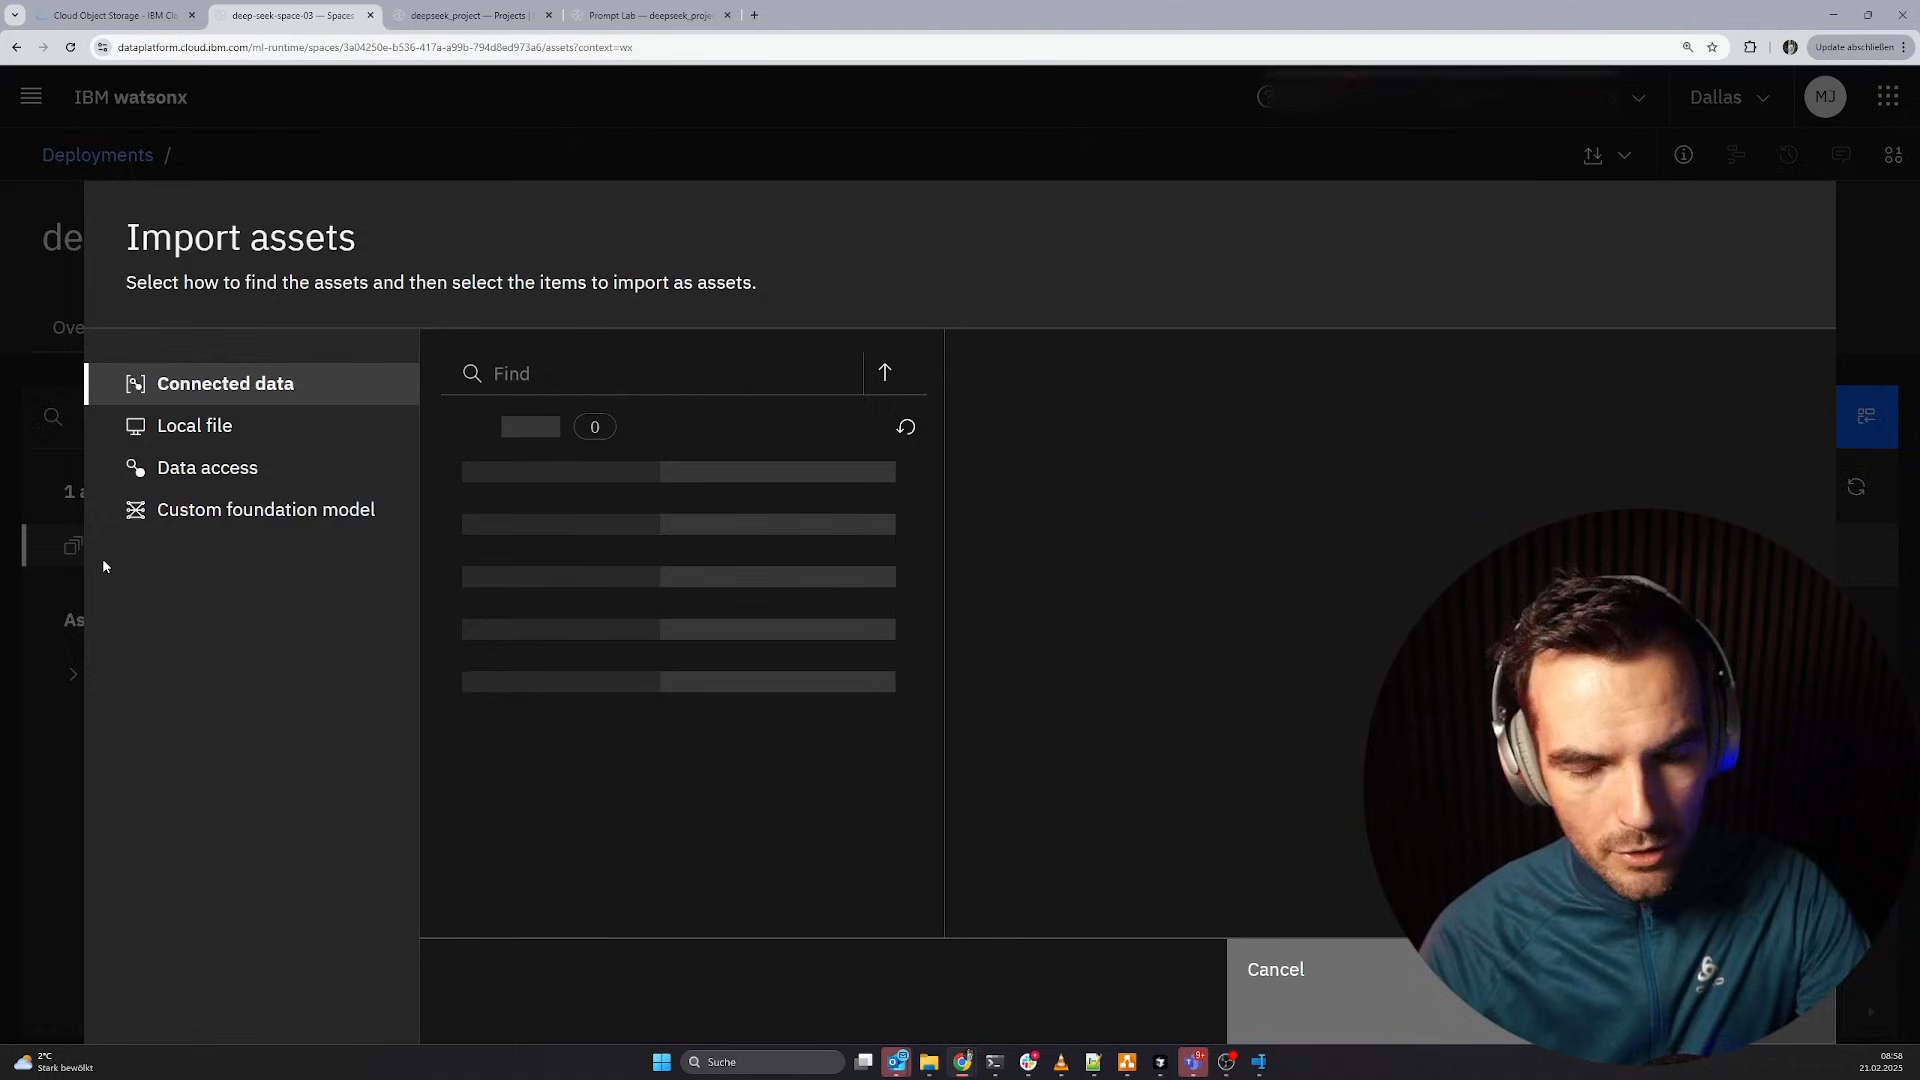 Cloud Object Storage - IBM Clo
deep-seek-space-03 — Spaces
deepseek_project — Projects | I
Prompt Lab — deepseek_proje
dataplatform.cloud.ibm.com/ml-runtime/spaces/3a04250e-b536-417a-a99b-794d8ed973a6/assets?context=wx
Update abschließen
IBM watsonx
Dallas
MJ
Deployments /
de
Import assets
Select how to find the assets and then select the items to import as assets.
Ove
Connected data
Find
Local file
0
Data access
1 a
Custom foundation model
As
Cancel
2°C
Stark bewölkt
Suche
9+
08:58
21.02.2025